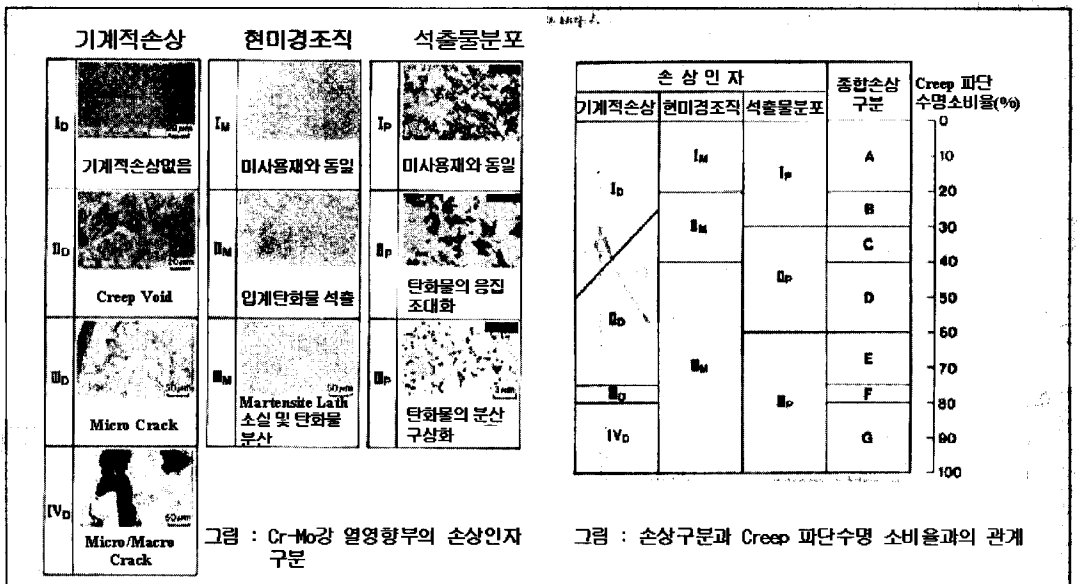 기계적손상
현미경조직
석출물분포
I_D
기계적손상없음
I_M
미사용재와 동일
I_P
미사용재와 동일
II_D
Creep Void
II_M
입계탄화물 석출
II_P
탄화물의 응집
조대화
III_D
50μm
Micro Crack
III_M
50μm
Martensite Lath
소실 및 탄화물
분산
III_P
탄화물의 분산
구상화
IV_D
50μm
Micro/Macro
Crack
그림 : Cr-Mo강 열영향부의 손상인자
구분
손 상 인 자
종합손상
구분
Creep 파단
수명소비율(%)
기계적손상
현미경조직
석출물분포
I_D
II_D
III_D
IV_D
I_M
II_M
III_M
I_P
II_P
III_P
A
B
C
D
E
F
G
0
10
20
30
40
50
60
70
80
90
100
그림 : 손상구분과 Creep 파단수명 소비율과의 관계